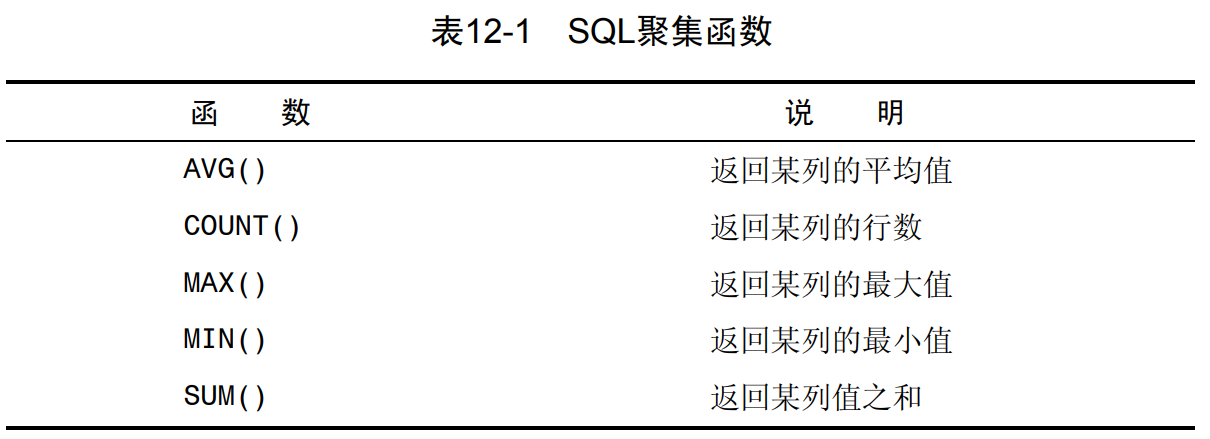 表12-1 SQL聚集函数
函 数 说 明
AVG() 返回某列的平均值
COUNT() 返回某列的行数
MAX() 返回某列的最大值
MIN() 返回某列的最小值
SUM() 返回某列值之和